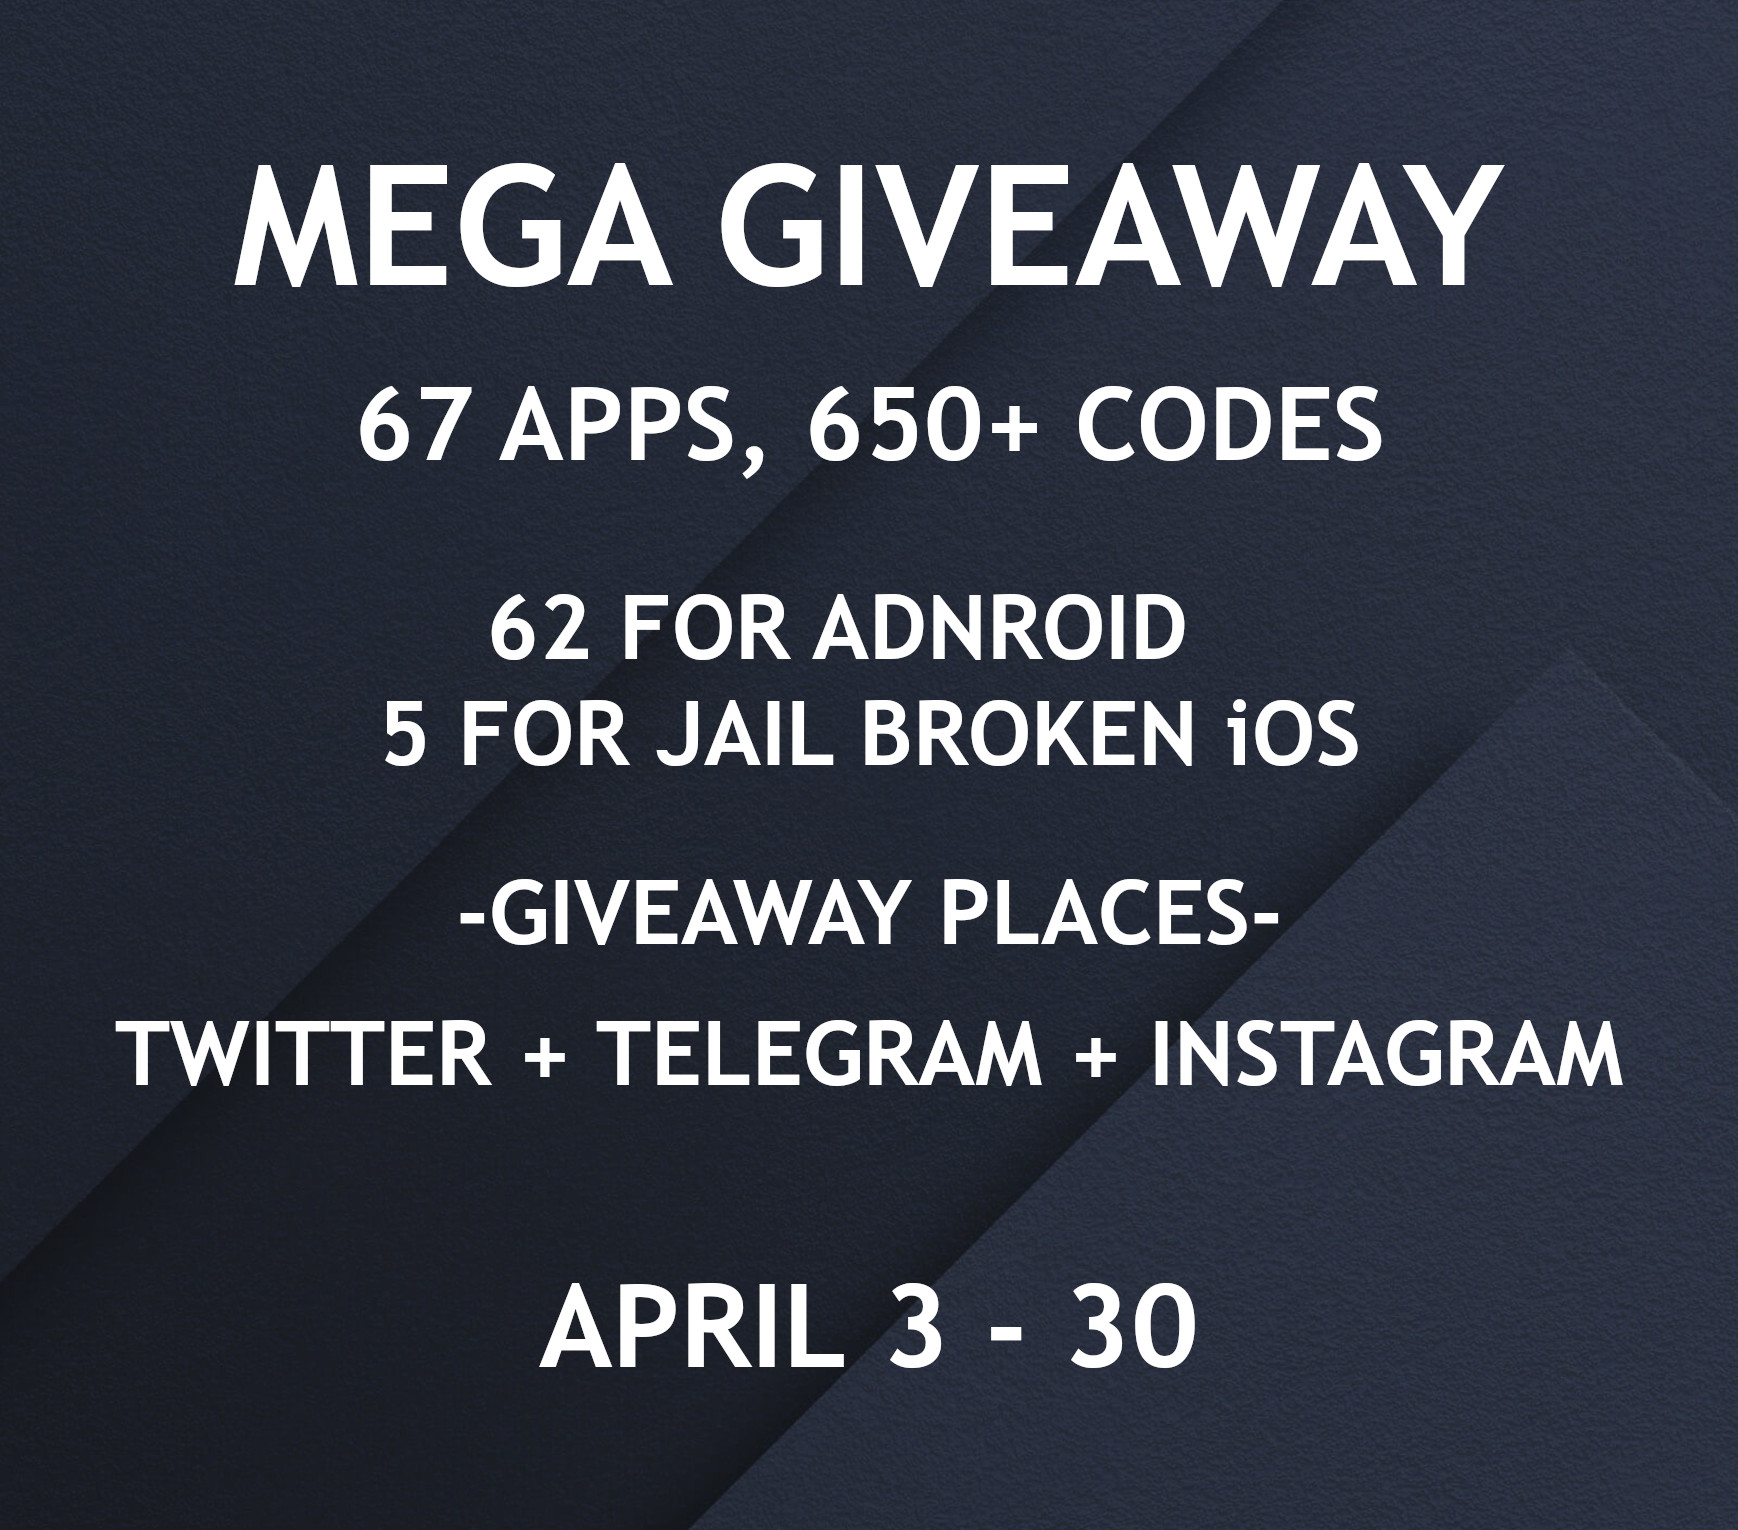 MEGA GIVEAWAY
67 APPS, 650+ CODES
62 FOR ADNROID
5 FOR JAIL BROKEN iOS
-GIVEAWAY PLACES-
TWITTER + TELEGRAM + INSTAGRAM
APRIL 3 - 30